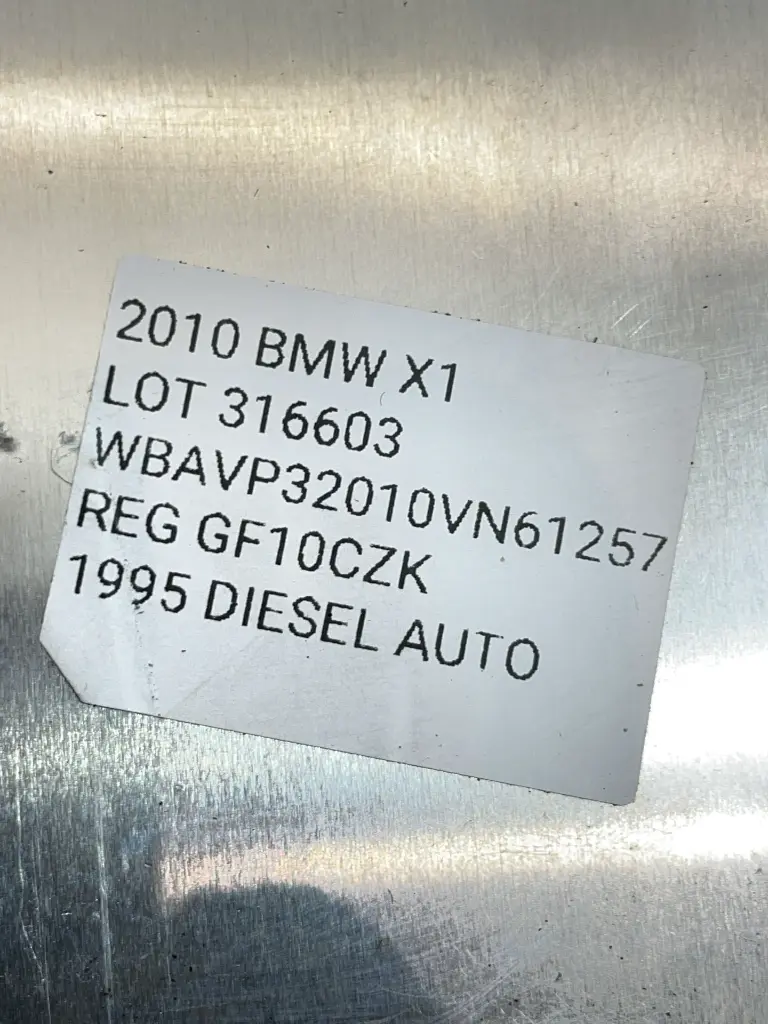 2010 BMW X1
LOT 316603
WBAVP32010VN61257
REG GF10CZK
1995 DIESEL AUTO